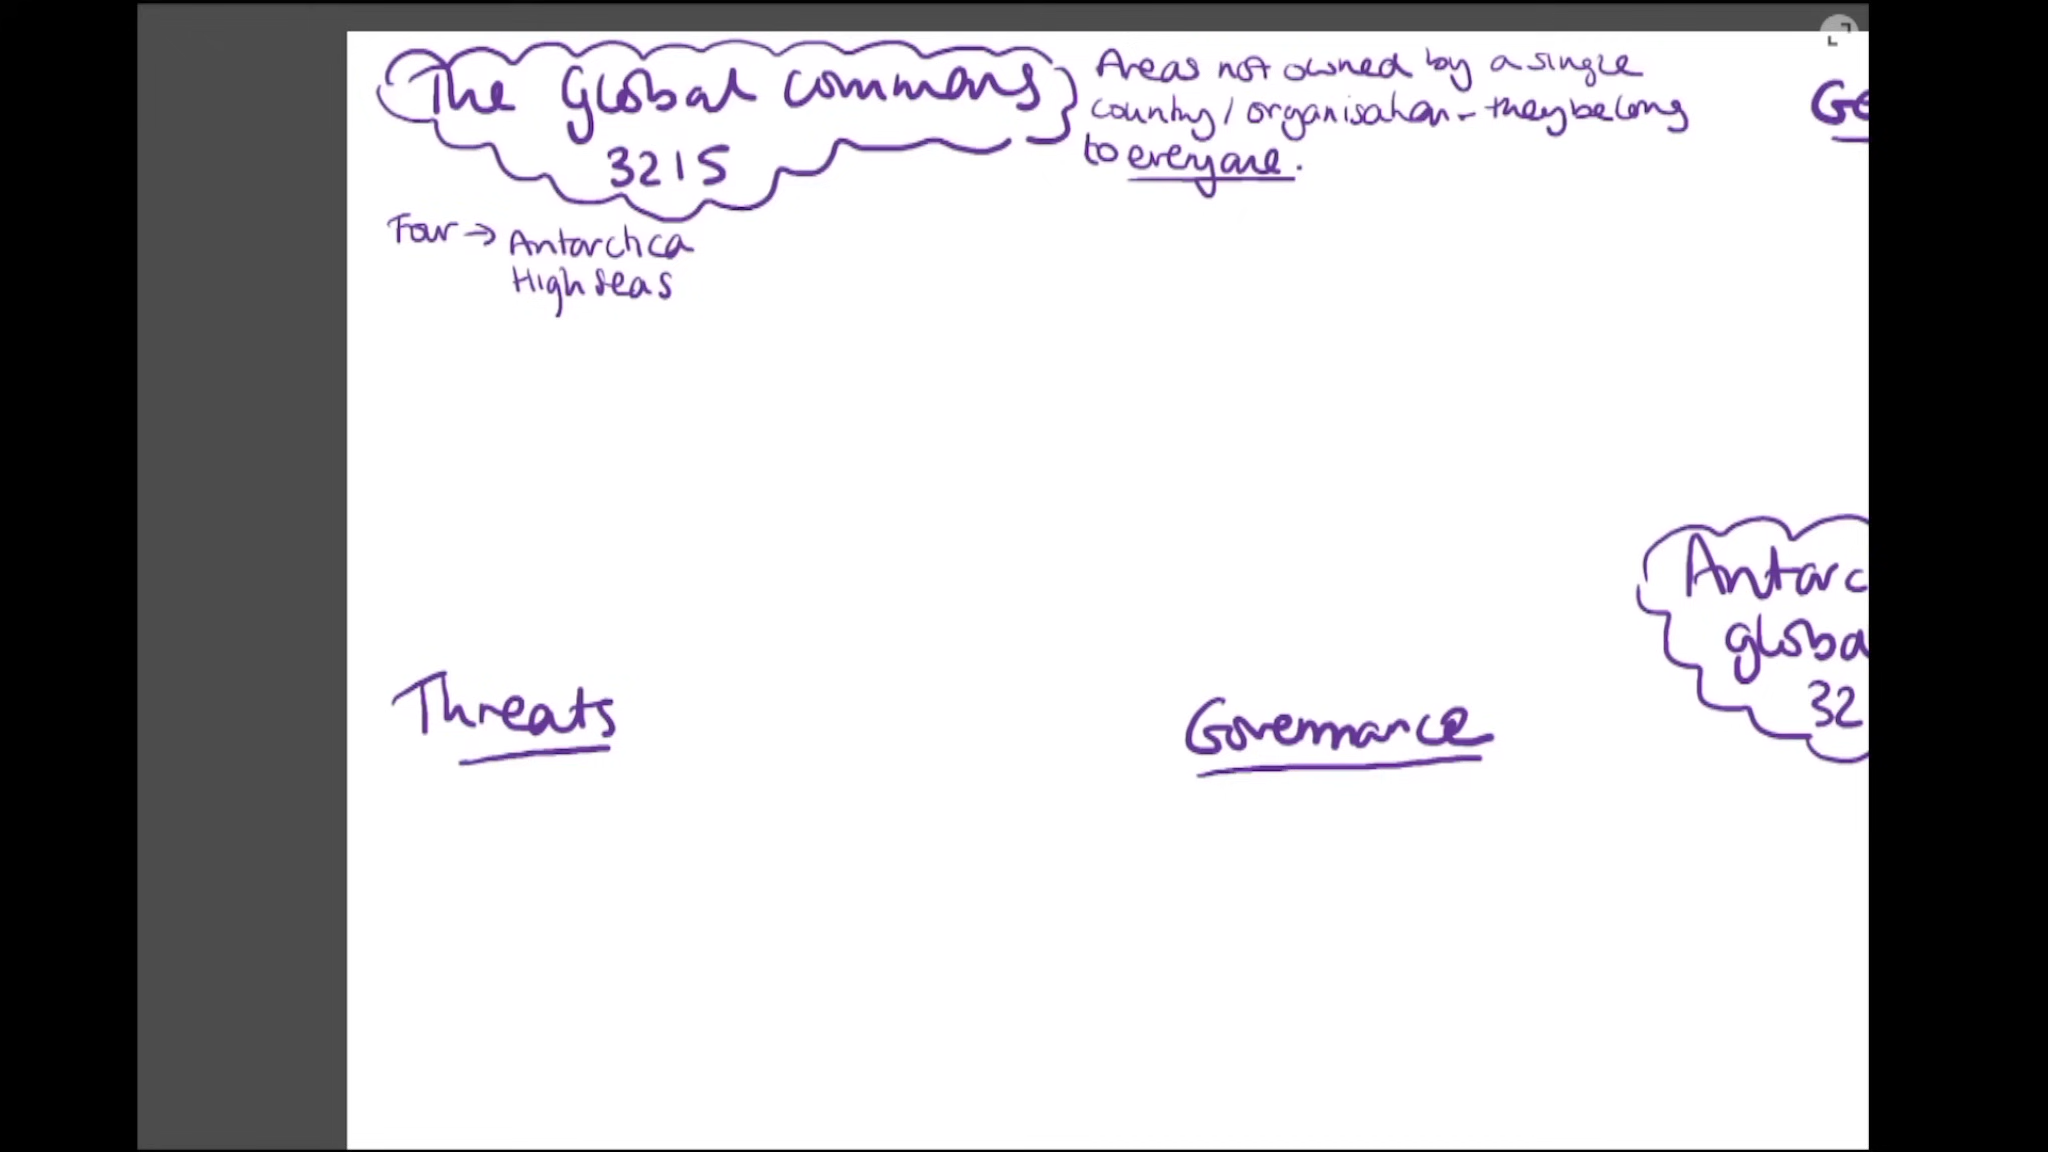 The Global commons
3215
Areas not owned by a single
country / organisation - they belong
to everyone.
Ge
Four → Antarctica
High Seas
Antarc
globa
32
Threats
Governance